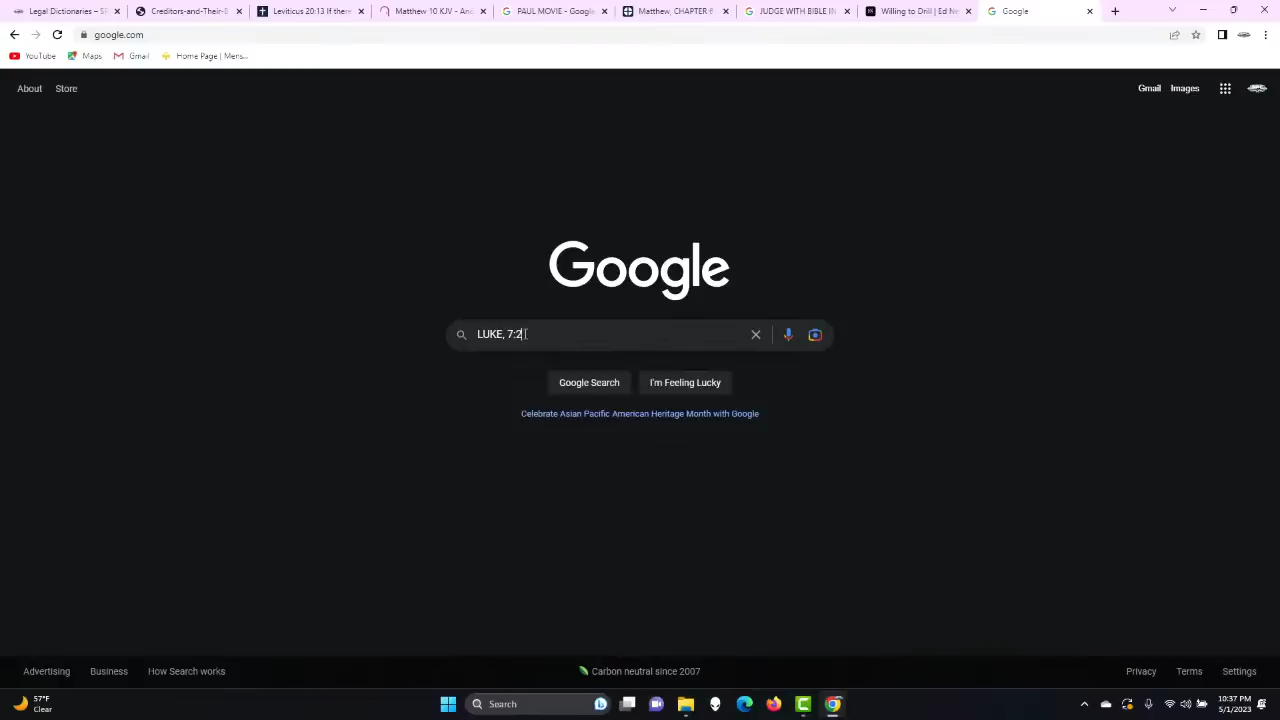 Legal Dictionaries – SF
Creditors-and-Their-B
Leviticus 20:13 If there
Matthew 10 KJV - And
PAUL MOVIE - Google
Matthew, CHAPTER 6
JUDGE WITH BIBLE IN
Willing to Drill | Ed Ne
Google
google.com
YouTube
Maps
Gmail
Home Page | Mens...
About
Store
Gmail
Images
Google
LUKE, 7:2
Google Search
I'm Feeling Lucky
Celebrate Asian Pacific American Heritage Month with Google
Advertising
Business
How Search works
Carbon neutral since 2007
Privacy
Terms
Settings
57°F
Clear
Search
10:37 PM
5/1/2023